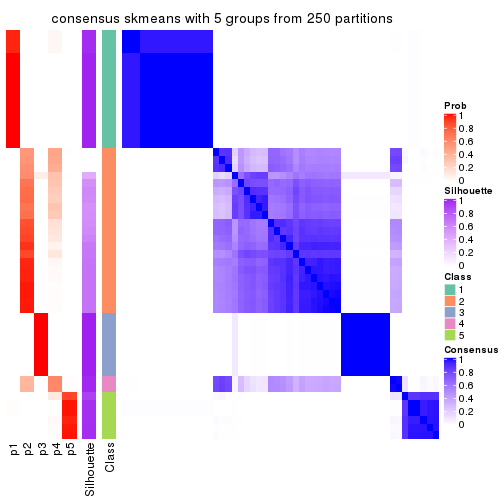 consensus skmeans with 5 groups from 250 partitions
Prob
1
0.8
0.6
0.4
0.2
0
Silhouette
1
0.8
0.6
0.4
0.2
0
Class
1
2
3
4
5
Consensus
1
0.8
0.6
0.4
0.2
0
p1
p2
p3
p4
p5
Silhouette
Class